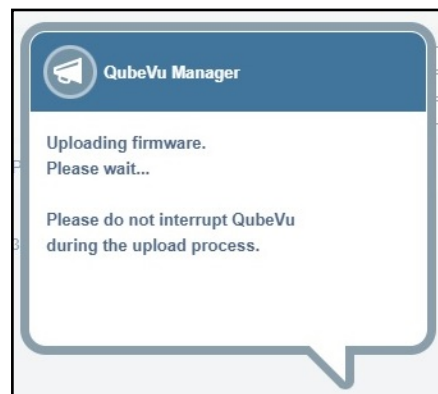 QubeVu Manager
Uploading firmware.
Please wait...
Please do not interrupt QubeVu
during the upload process.